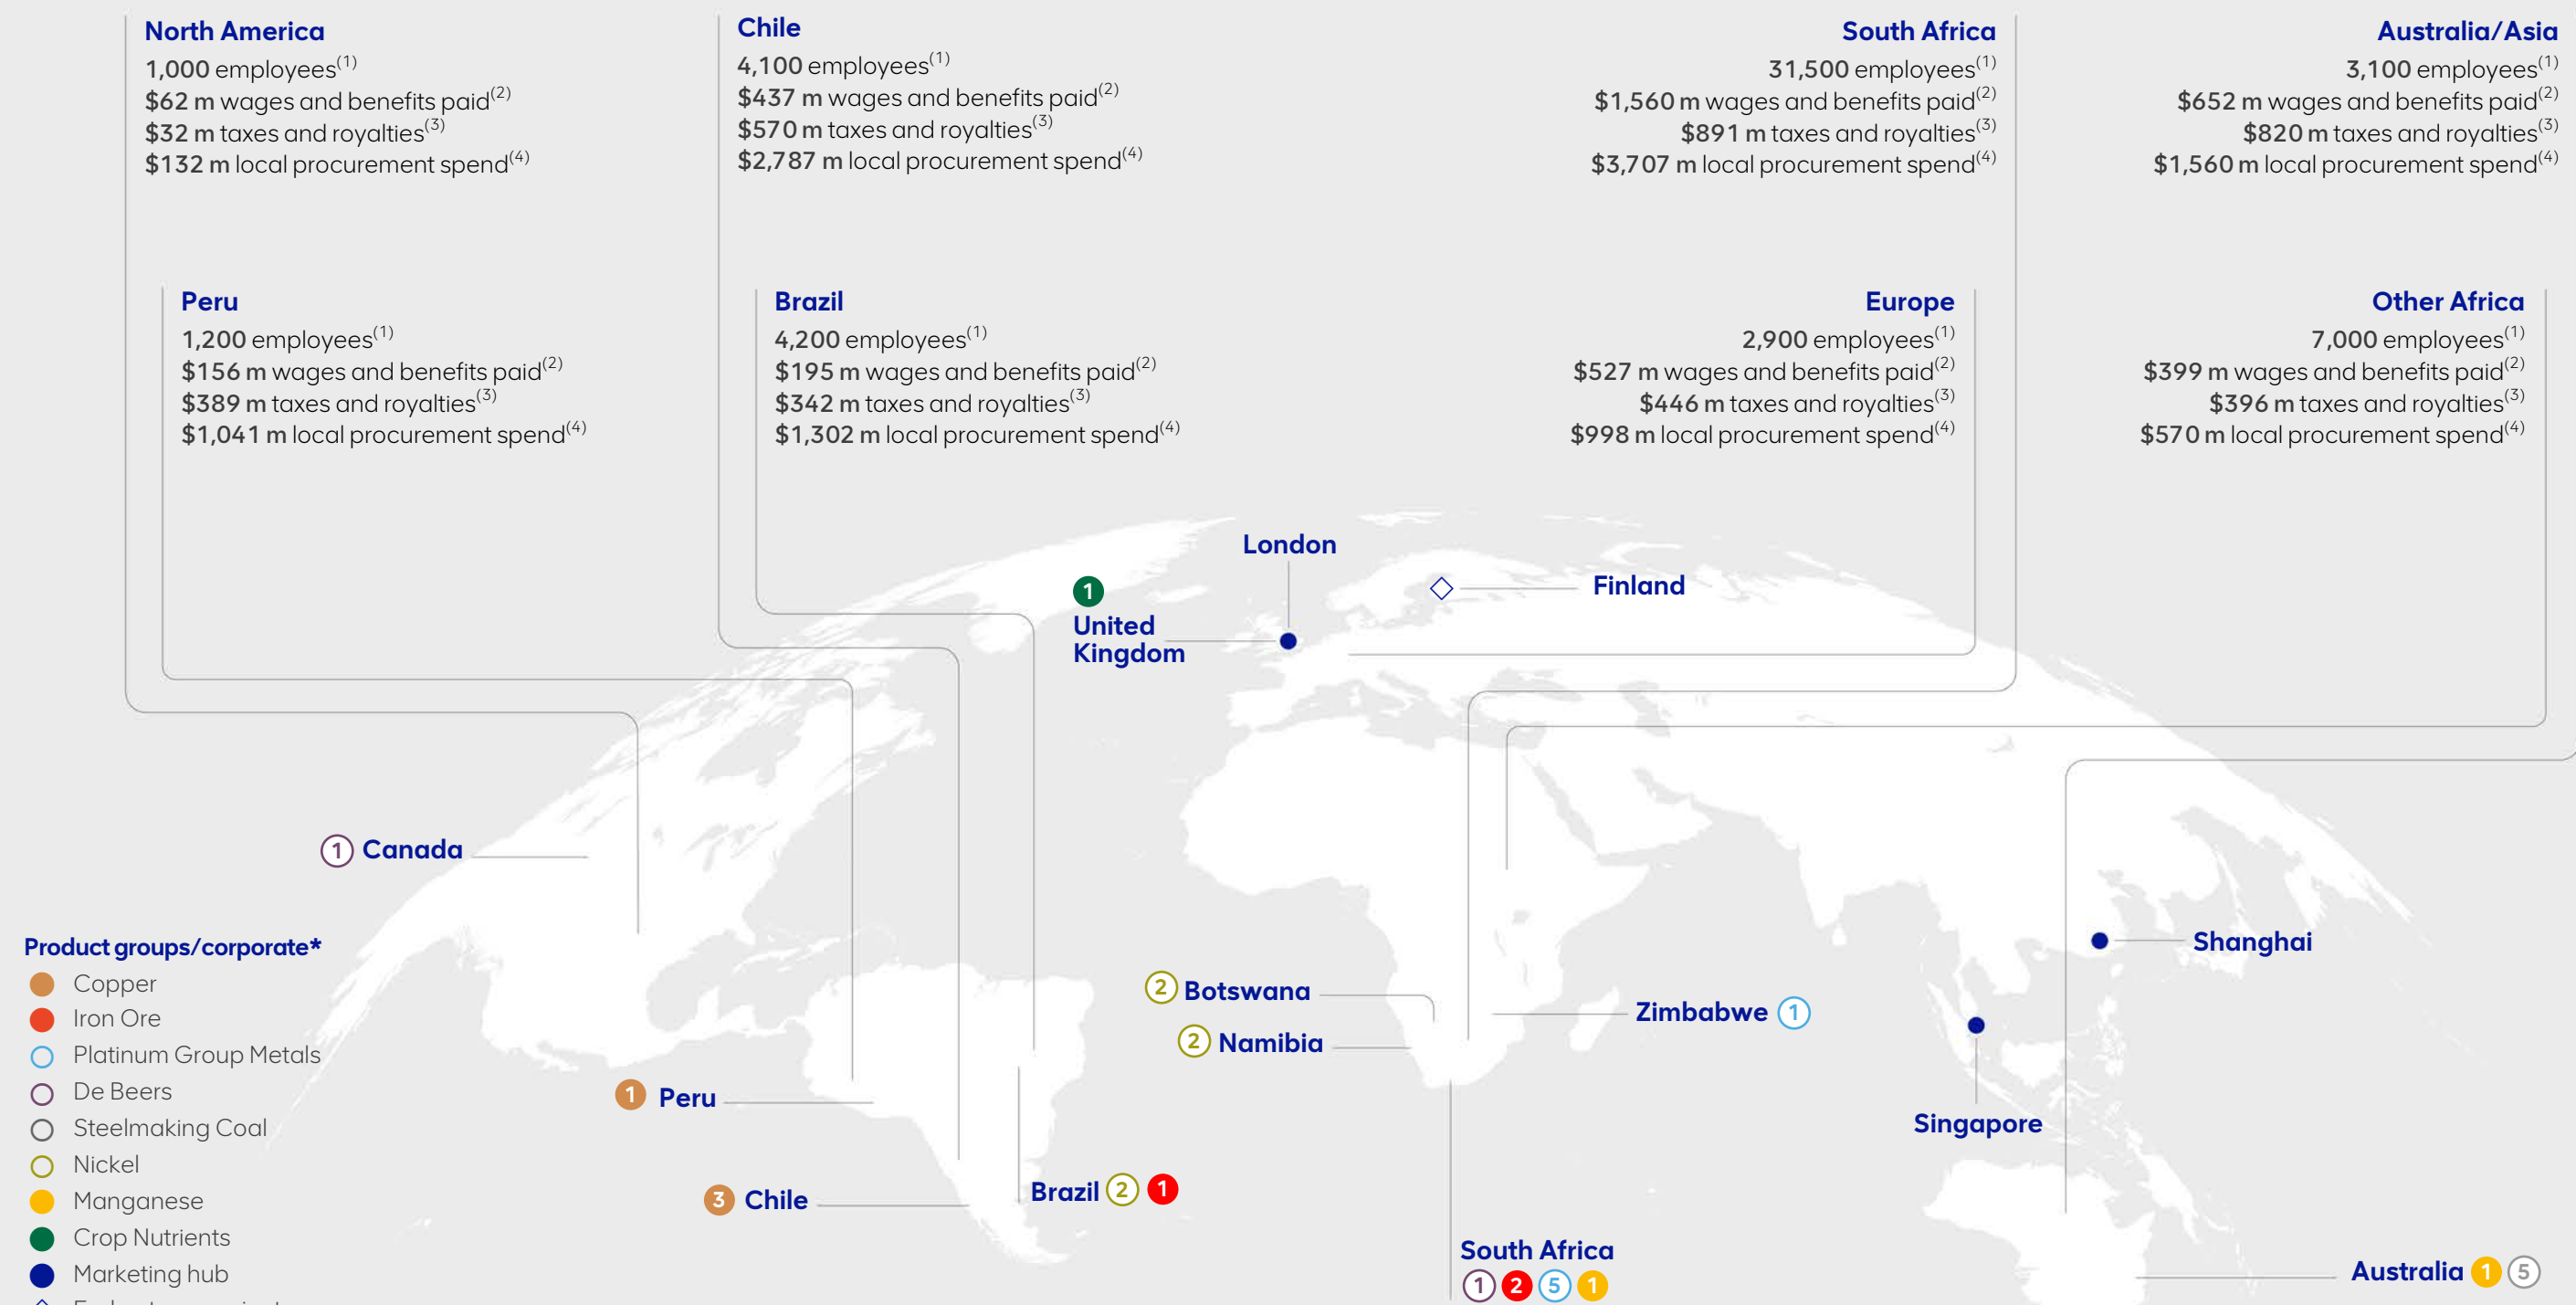 North America
1,000 employees(1)
$62 m wages and benefits paid(2)
$32 m taxes and royalties(3)
$132 m local procurement spend(4)
Chile
4,100 employees(1)
$437 m wages and benefits paid(2)
$570 m taxes and royalties(3)
$2,787 m local procurement spend(4)
South Africa
31,500 employees(1)
$1,560 m wages and benefits paid(2)
$891 m taxes and royalties(3)
$3,707 m local procurement spend(4)
Australia/Asia
3,100 employees(1)
$652 m wages and benefits paid(2)
$820 m taxes and royalties(3)
$1,560 m local procurement spend(4)
Peru
1,200 employees(1)
$156 m wages and benefits paid(2)
$389 m taxes and royalties(3)
$1,041 m local procurement spend(4)
Brazil
4,200 employees(1)
$195 m wages and benefits paid(2)
$342 m taxes and royalties(3)
$1,302 m local procurement spend(4)
Europe
2,900 employees(1)
$527 m wages and benefits paid(2)
$446 m taxes and royalties(3)
$998 m local procurement spend(4)
Other Africa
7,000 employees(1)
$399 m wages and benefits paid(2)
$396 m taxes and royalties(3)
$570 m local procurement spend(4)
London
Finland
1
United
Kingdom
1 Canada
Shanghai
2 Botswana
Zimbabwe 1
2 Namibia
1 Peru
Singapore
3 Chile
Brazil 2 1
South Africa
1 2 5 1
Australia 1 5
Product groups/corporate*
Copper
Iron Ore
Platinum Group Metals
De Beers
Steelmaking Coal
Nickel
Manganese
Crop Nutrients
Marketing hub